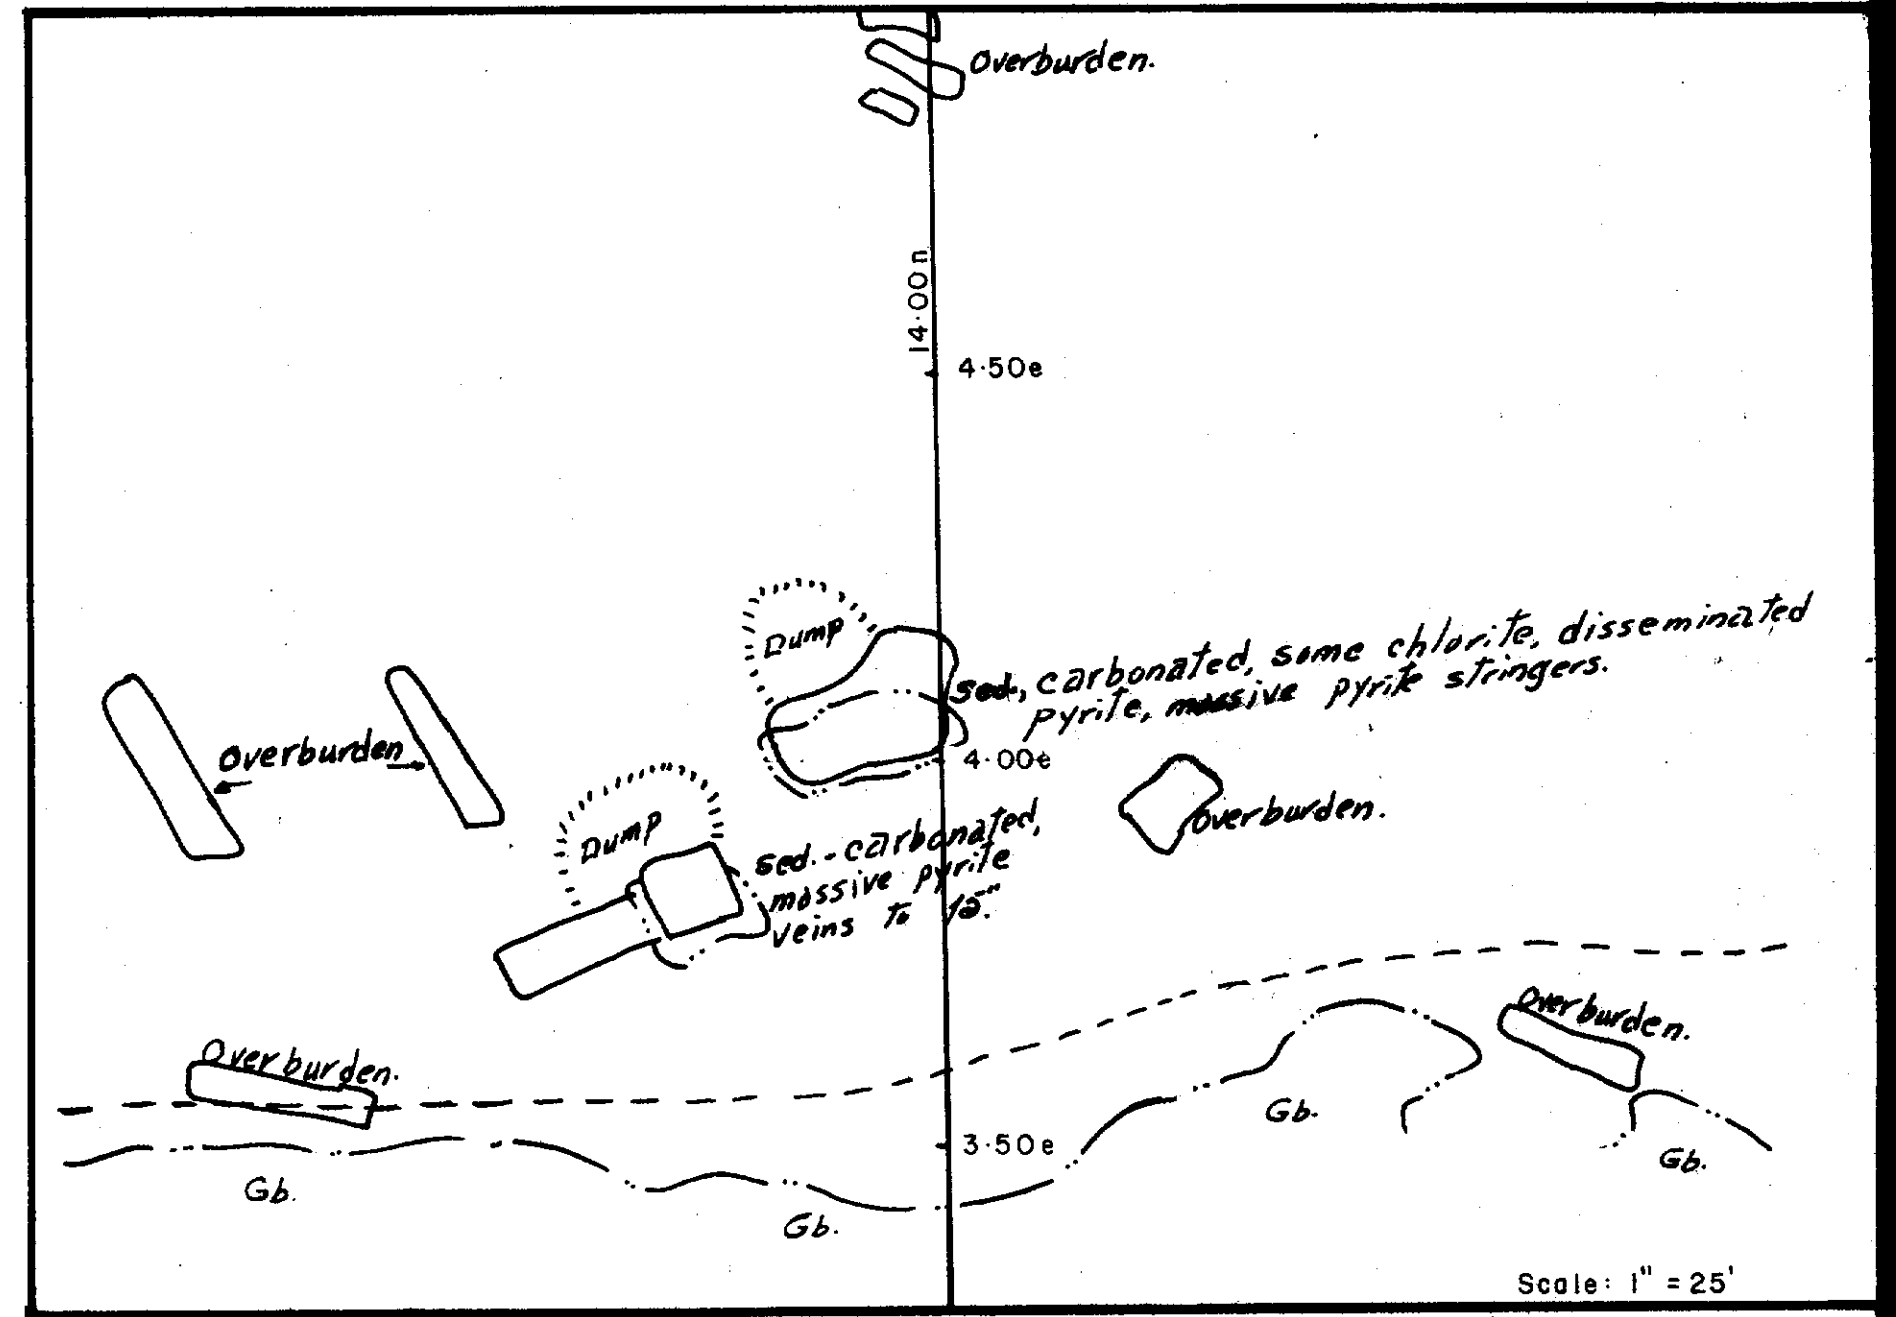 Overburden.
14.00n
4.50e
Dump
Sed., carbonated, some chlorite, disseminated
pyrite, massive pyrite stringers.
Overburden
4.00e
Dump
Overburden.
Sed. - carbonated,
massive pyrite
veins to
Overburden.
Overburden.
Gb.
3.50e
Gb.
Gb.
Gb.
Scale: 1" = 25'